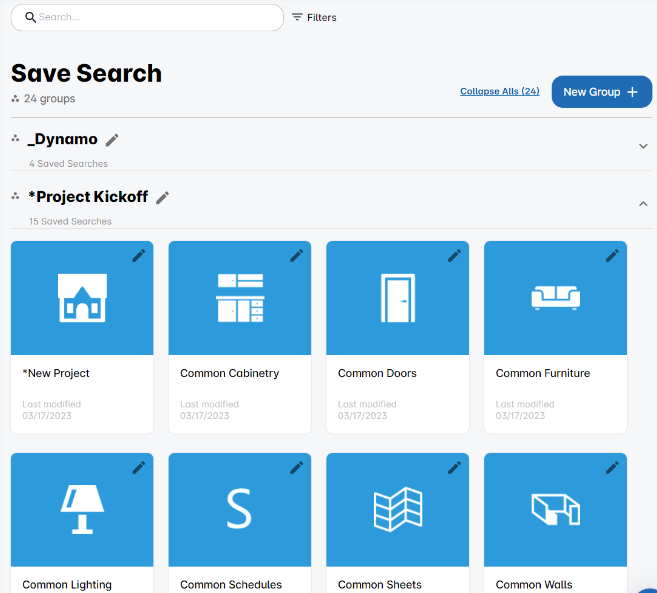 Search...
Filters
Save Search
24 groups
Collapse Alls (24)
New Group +
_Dynamo
4 Saved Searches
*Project Kickoff
15 Saved Searches
*New Project
Common Cabinetry
Common Doors
Common Furniture
Last modified
03/17/2023
Last modified
03/17/2023
Last modified
03/17/2023
Last modified
03/17/2023
S
Common Lighting
Common Schedules
Common Sheets
Common Walls